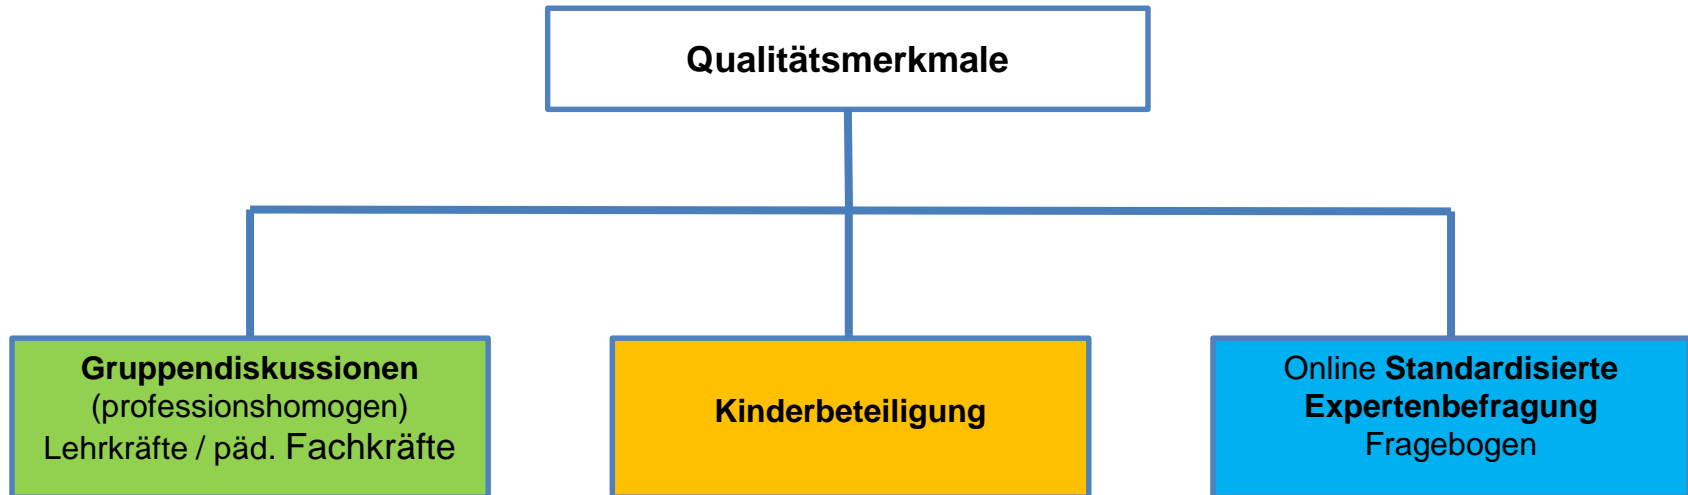 Qualitätsmerkmale
Gruppendiskussionen
(professionshomogen)
Lehrkräfte / päd. Fachkräfte
Kinderbeteiligung
Online Standardisierte
Expertenbefragung
Fragebogen